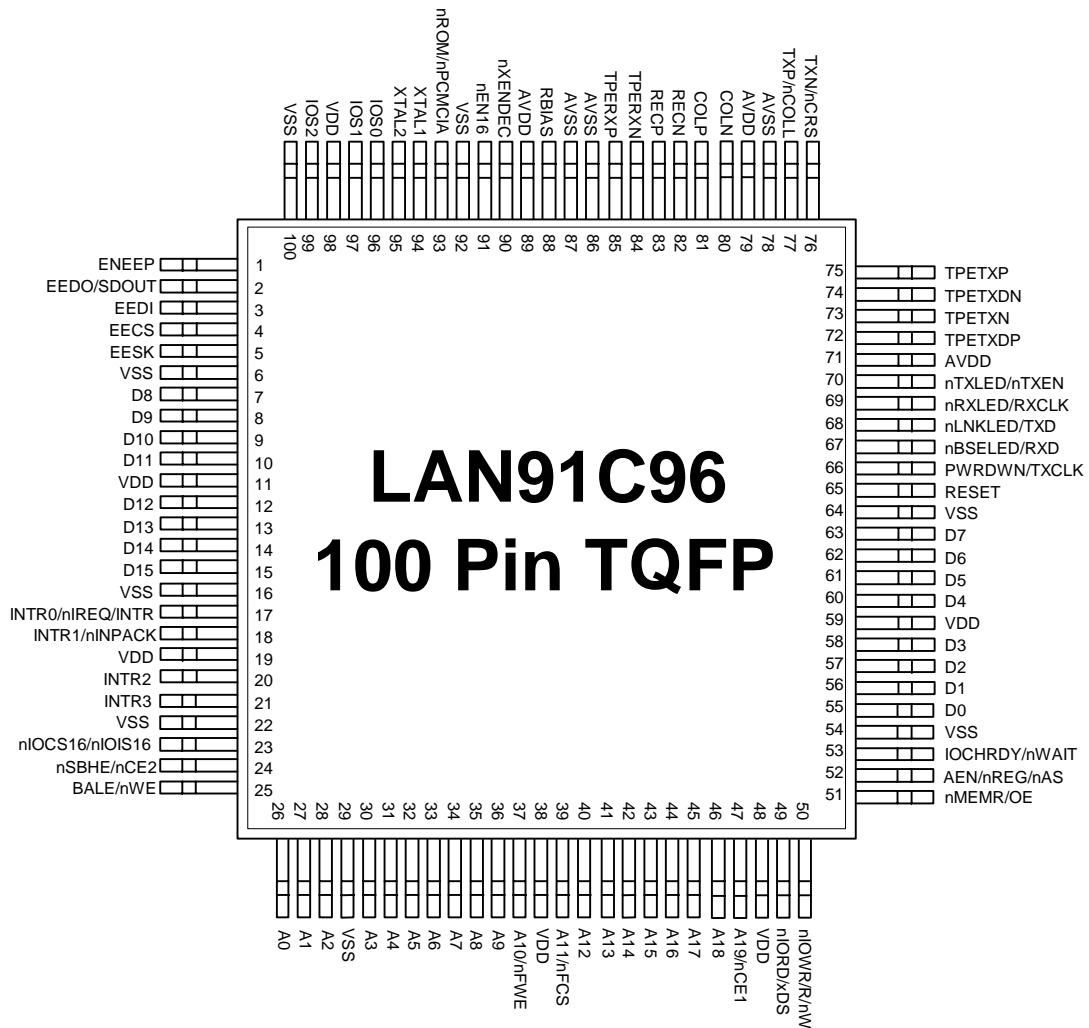 VSS
IOS2
VDD
IOS1
IOS0
XTAL2
XTAL1
nROM/nPCMCIA
VSS
nEN16
nXENDEC
AVDD
RBIAS
AVSS
AVSS
TPERXP
TPERXN
RECP
RECN
COLP
COLN
AVDD
AVSS
TXP/nCOLL
TXN/nCRS
100
99
98
97
96
95
94
93
92
91
90
89
88
87
86
85
84
83
82
81
80
79
78
77
76
ENEEP 1
EEDO/SDOUT 2
EEDI 3
EECS 4
EESK 5
VSS 6
D8 7
D9 8
D10 9
D11 10
VDD 11
D12 12
D13 13
D14 14
D15 15
VSS 16
INTR0/nIREQ/INTR 17
INTR1/nINPACK 18
VDD 19
INTR2 20
INTR3 21
VSS 22
nIOCS16/nIOIS16 23
nSBHE/nCE2 24
BALE/nWE 25
LAN91C96
100 Pin TQFP
75 TPETXP
74 TPETXDN
73 TPETXN
72 TPETXDP
71 AVDD
70 nTXLED/nTXEN
69 nRXLED/RXCLK
68 nLNKLED/TXD
67 nBSELED/RXD
66 PWRDWN/TXCLK
65 RESET
64 VSS
63 D7
62 D6
61 D5
60 D4
59 VDD
58 D3
57 D2
56 D1
55 D0
54 VSS
53 IOCHRDY/nWAIT
52 AEN/nREG/nAS
51 nMEMR/OE
26
27
28
29
30
31
32
33
34
35
36
37
38
39
40
41
42
43
44
45
46
47
48
49
50
A0
A1
A2
VSS
A3
A4
A5
A6
A7
A8
A9
A10/nFWE
VDD
A11/nFCS
A12
A13
A14
A15
A16
A17
A18
A19/nCE1
VDD
nIORD/xDS
nIOWR/R/nW